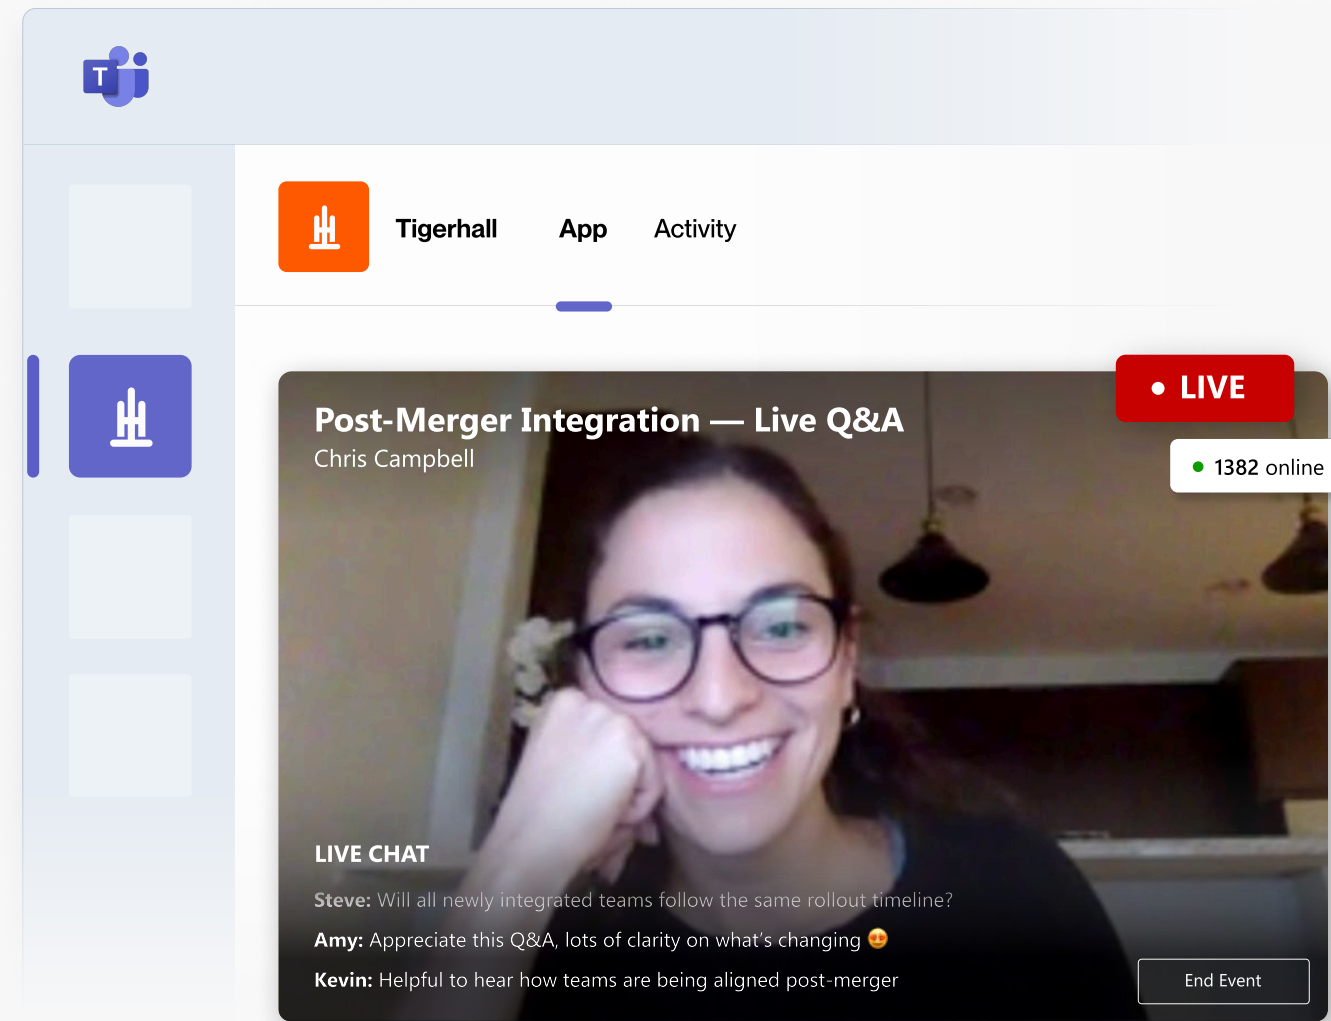 T
Tigerhall App Activity
LIVE
Post-Merger Integration — Live Q&A
Chris Campbell
1382 online
LIVE CHAT
Steve: Will all newly integrated teams follow the same rollout timeline?
Amy: Appreciate this Q&A, lots of clarity on what’s changing 😍
Kevin: Helpful to hear how teams are being aligned post-merger
End Event